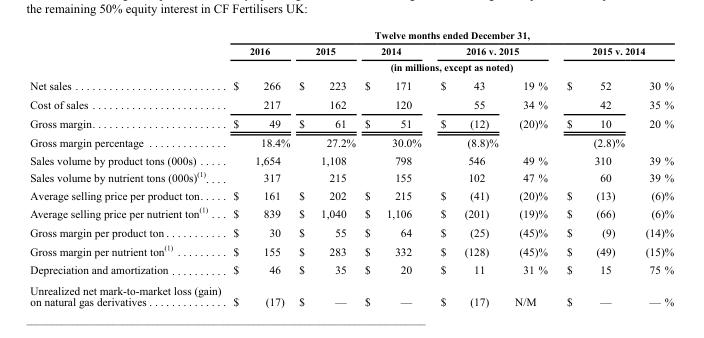 the remaining 50% equity interest in CF Fertilisers UK:
Twelve months ended December 31,
2016 2015 2014 2016 v. 2015 2015 v. 2014
(in millions, except as noted)
Net sales . . . . . . . . . . . . . . . . . . . . . . . . . . . $ 266 $ 223 $ 171 $ 43 19 % $ 52 30 %
Cost of sales . . . . . . . . . . . . . . . . . . . . . . . . 217 162 120 55 34 % 42 35 %
Gross margin. . . . . . . . . . . . . . . . . . . . . . . . $ 49 $ 61 $ 51 $ (12) (20)% $ 10 20 %
Gross margin percentage . . . . . . . . . . . . . . 18.4% 27.2% 30.0% (8.8)% (2.8)%
Sales volume by product tons (000s) . . . . . 1,654 1,108 798 546 49 % 310 39 %
Sales volume by nutrient tons (000s)(1). . . . 317 215 155 102 47 % 60 39 %
Average selling price per product ton. . . . . $ 161 $ 202 $ 215 $ (41) (20)% $ (13) (6)%
Average selling price per nutrient ton(1) . . . $ 839 $ 1,040 $ 1,106 $ (201) (19)% $ (66) (6)%
Gross margin per product ton . . . . . . . . . . . $ 30 $ 55 $ 64 $ (25) (45)% $ (9) (14)%
Gross margin per nutrient ton(1) . . . . . . . . . $ 155 $ 283 $ 332 $ (128) (45)% $ (49) (15)%
Depreciation and amortization . . . . . . . . . . $ 46 $ 35 $ 20 $ 11 31 % $ 15 75 %
Unrealized net mark-to-market loss (gain)
on natural gas derivatives . . . . . . . . . . . . . . $ (17) $ — $ — $ (17) N/M $ — — %